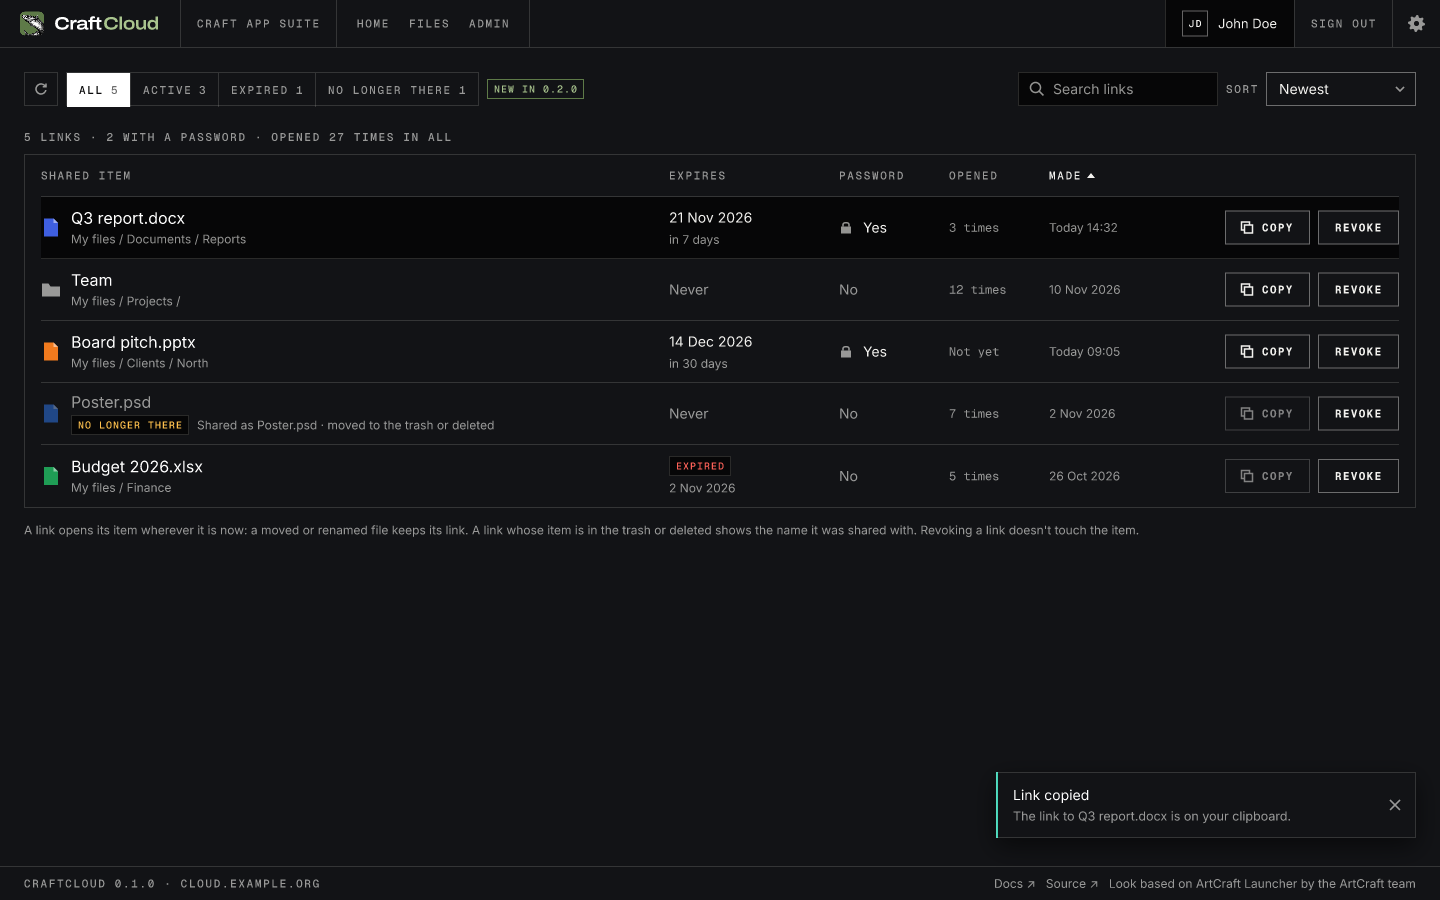 CraftCloud CRAFT APP SUITE HOME FILES ADMIN JD John Doe SIGN OUT
ALL 5 ACTIVE 3 EXPIRED 1 NO LONGER THERE 1 NEW IN 0.2.0 Search links SORT Newest
5 LINKS · 2 WITH A PASSWORD · OPENED 27 TIMES IN ALL
SHARED ITEM EXPIRES PASSWORD OPENED MADE
Q3 report.docx 21 Nov 2026 Yes 3 times Today 14:32 COPY REVOKE
My files / Documents / Reports in 7 days
Team Never No 12 times 10 Nov 2026 COPY REVOKE
My files / Projects /
Board pitch.pptx 14 Dec 2026 Yes Not yet Today 09:05 COPY REVOKE
My files / Clients / North in 30 days
Poster.psd Never No 7 times 2 Nov 2026 COPY REVOKE
NO LONGER THERE Shared as Poster.psd · moved to the trash or deleted
Budget 2026.xlsx EXPIRED No 5 times 26 Oct 2026 COPY REVOKE
My files / Finance 2 Nov 2026
A link opens its item wherever it is now: a moved or renamed file keeps its link. A link whose item is in the trash or deleted shows the name it was shared with. Revoking a link doesn't touch the item.
Link copied
The link to Q3 report.docx is on your clipboard.
CRAFTCLOUD 0.1.0 · CLOUD.EXAMPLE.ORG Docs ↗ Source ↗ Look based on ArtCraft Launcher by the ArtCraft team